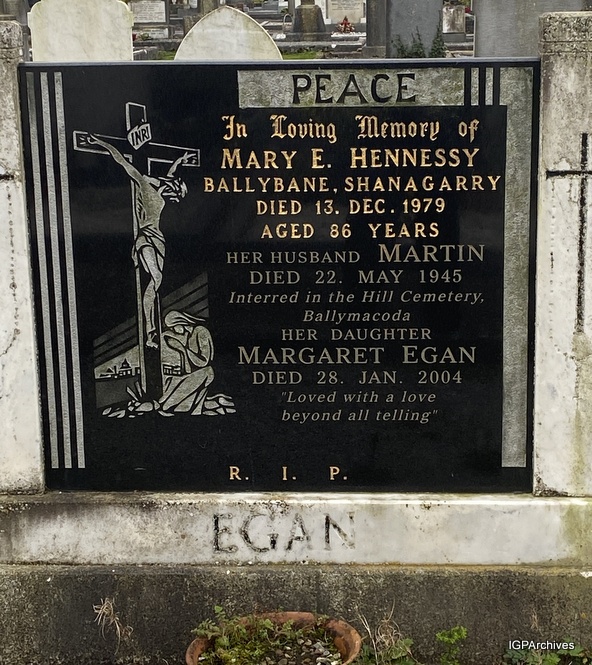 PEACE
INRI
In Loving Memory of
MARY E. HENNESSY
BALLYBANE, SHANAGARRY
DIED 13. DEC. 1979
AGED 86 YEARS
HER HUSBAND MARTIN
DIED 22. MAY 1945
Interred in the Hill Cemetery,
Ballymacoda
HER DAUGHTER
MARGARET EGAN
DIED 28. JAN. 2004
"Loved with a love
beyond all telling"
R. I. P.
EGAN
IGPArchives